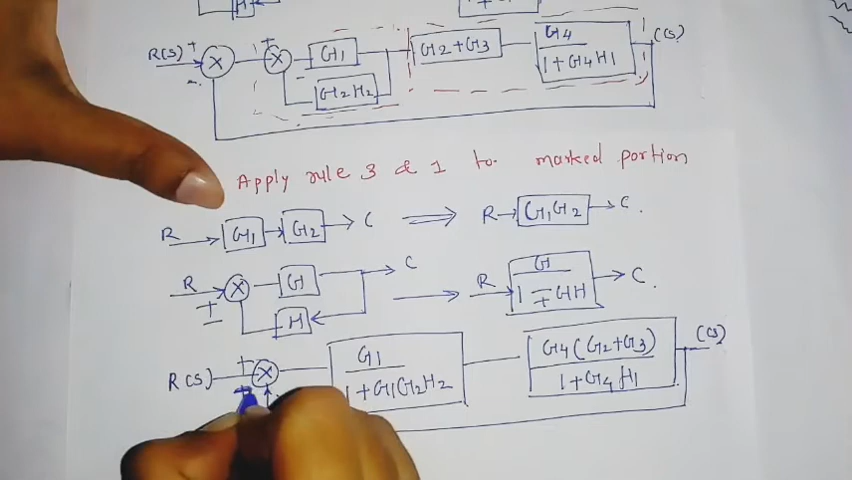 H
R(S) + X - + X - G1 G2+G3 G4 / 1+G4H1 C(S)
G2H2
Apply rule 3 & 1 to marked portion
R G1 G2 C ⇒ R G1G2 C.
R X ± G C → R G / 1∓GH C.
H
R(S) + X G1 / 1+G1G2H2 G4(G2+G3) / 1+G4H1 C(S)